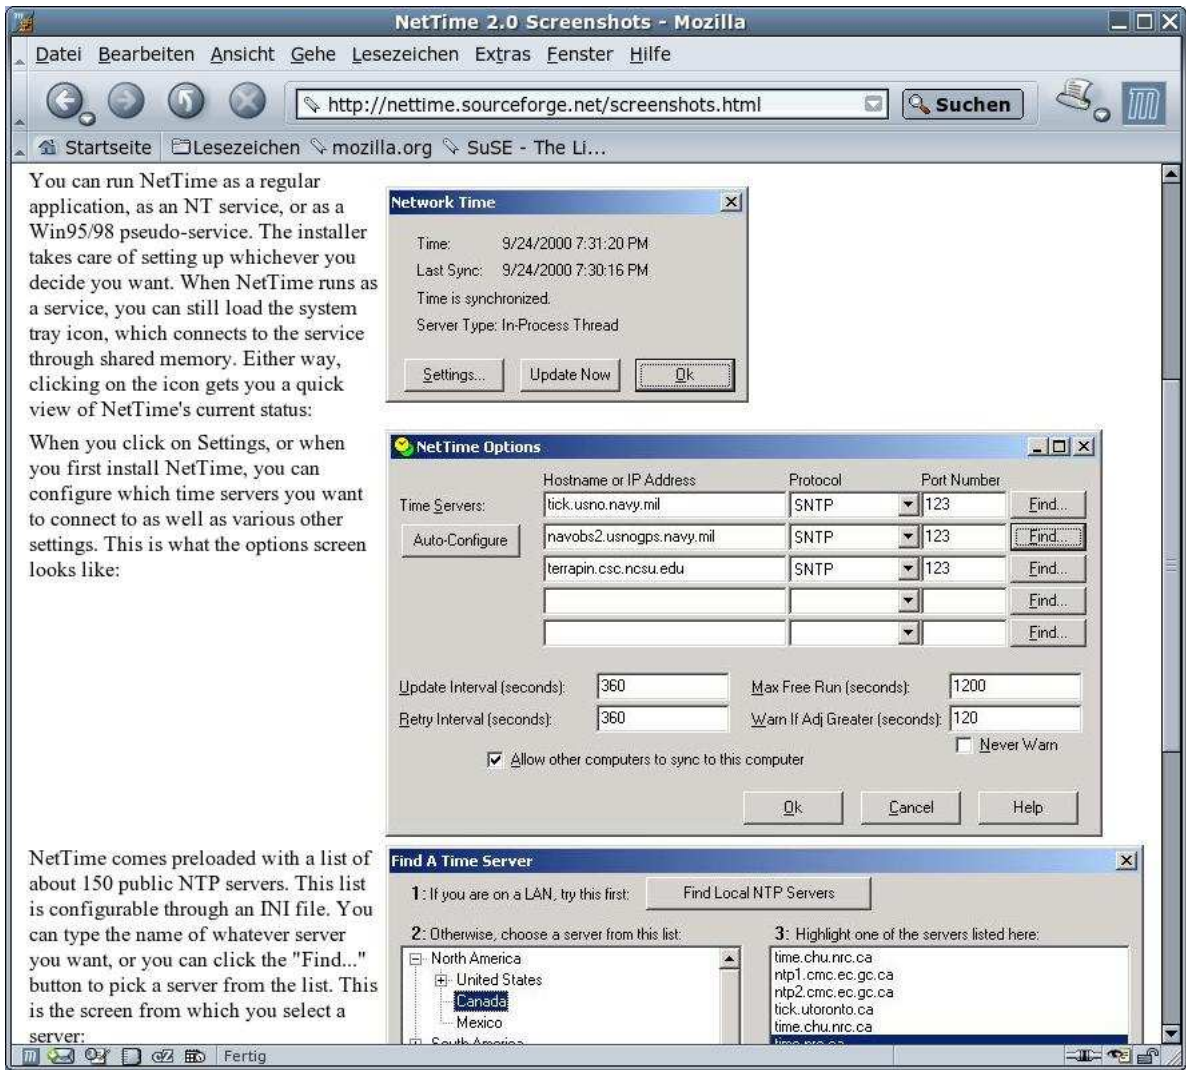 NetTime 2.0 Screenshots - Mozilla
Datei Bearbeiten Ansicht Gehe Lesezeichen Extras Fenster Hilfe
http://nettime.sourceforge.net/screenshots.html Suchen
Startseite Lesezeichen mozilla.org SuSE - The Li...
You can run NetTime as a regular
application, as an NT service, or as a
Win95/98 pseudo-service. The installer
takes care of setting up whichever you
decide you want. When NetTime runs as
a service, you can still load the system
tray icon, which connects to the service
through shared memory. Either way,
clicking on the icon gets you a quick
view of NetTime's current status:
Network Time
Time: 9/24/2000 7:31:20 PM
Last Sync: 9/24/2000 7:30:16 PM
Time is synchronized.
Server Type: In-Process Thread
Settings... Update Now Ok
When you click on Settings, or when
you first install NetTime, you can
configure which time servers you want
to connect to as well as various other
settings. This is what the options screen
looks like:
NetTime Options
Hostname or IP Address Protocol Port Number
Time Servers: tick.usno.navy.mil SNTP 123 Find...
Auto-Configure navobs2.usnogps.navy.mil SNTP 123 Find...
terrapin.csc.ncsu.edu SNTP 123 Find...
Find...
Find...
Update Interval (seconds): 360 Max Free Run (seconds): 1200
Retry Interval (seconds): 360 Warn If Adj Greater (seconds): 120
Never Warn
Allow other computers to sync to this computer
Ok Cancel Help
NetTime comes preloaded with a list of
about 150 public NTP servers. This list
is configurable through an INI file. You
can type the name of whatever server
you want, or you can click the "Find..."
button to pick a server from the list. This
is the screen from which you select a
server:
Find A Time Server
1: If you are on a LAN, try this first: Find Local NTP Servers
2: Otherwise, choose a server from this list:
North America
United States
Canada
Mexico
South America
3: Highlight one of the servers listed here:
time.chu.nrc.ca
ntp1.cmc.ec.gc.ca
ntp2.cmc.ec.gc.ca
tick.utoronto.ca
time.chu.nrc.ca
time.nrc.ca
Fertig